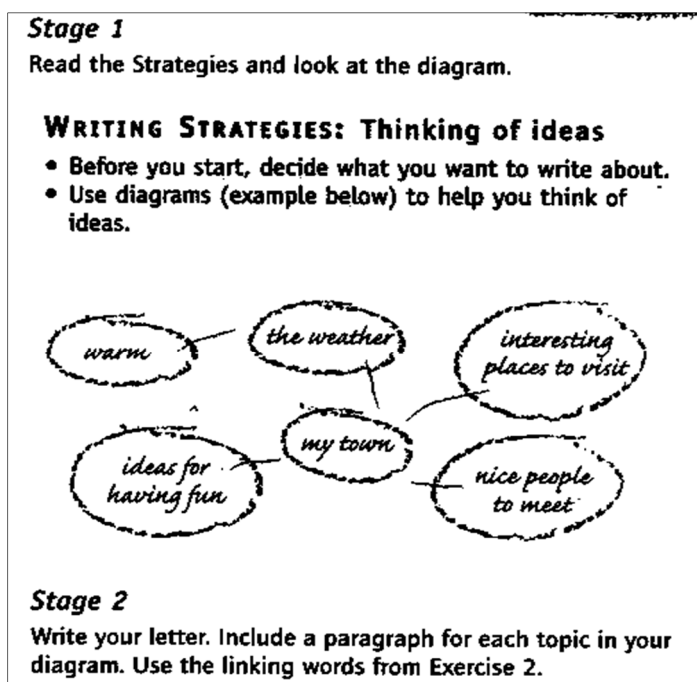 Stage 1
Read the Strategies and look at the diagram.
WRITING STRATEGIES: Thinking of ideas
• Before you start, decide what you want to write about.
• Use diagrams (example below) to help you think of
ideas.
warm
the weather
interesting
places to visit
my town
ideas for
having fun
nice people
to meet
Stage 2
Write your letter. Include a paragraph for each topic in your
diagram. Use the linking words from Exercise 2.